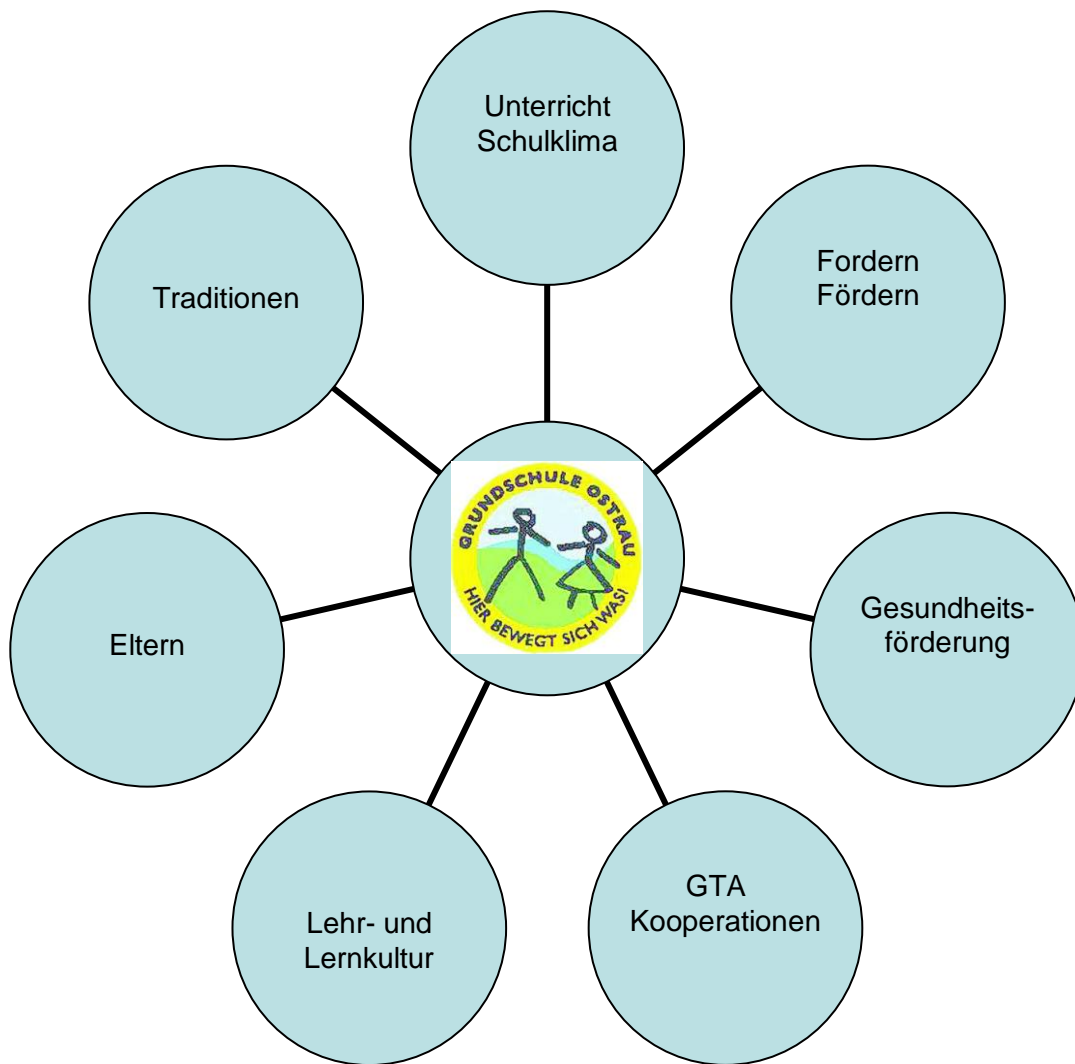 Unterricht
Schulklima
Fordern
Fördern
Traditionen
GRUNDSCHULE OSTRAU
HIER BEWEGT SICH WAS!
Gesundheits-
förderung
Eltern
GTA
Kooperationen
Lehr- und
Lernkultur